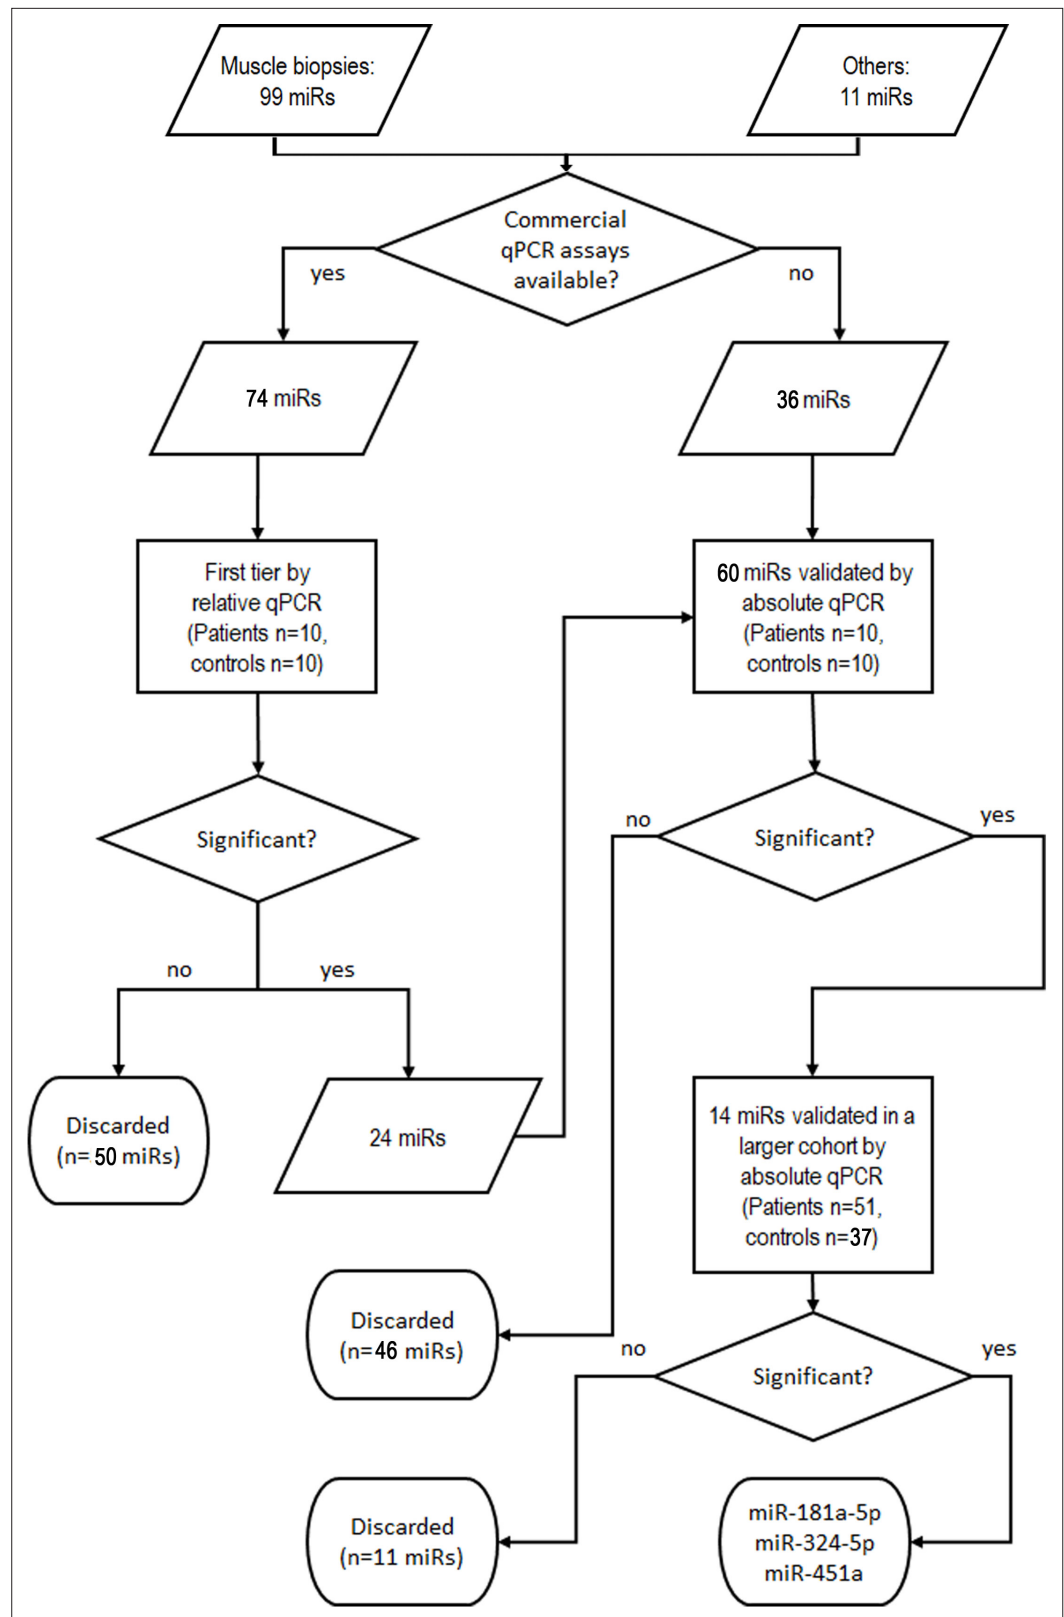 Muscle biopsies:
99 miRs
Others:
11 miRs
Commercial
qPCR assays
available?
yes
no
74 miRs
36 miRs
First tier by
relative qPCR
(Patients n=10,
controls n=10)
60 miRs validated by
absolute qPCR
(Patients n=10,
controls n=10)
Significant?
no
yes
Significant?
no
yes
Discarded
(n= 50 miRs)
24 miRs
14 miRs validated in a
larger cohort by
absolute qPCR
(Patients n=51,
controls n=37)
Discarded
(n=46 miRs)
no
yes
Significant?
Discarded
(n=11 miRs)
miR-181a-5p
miR-324-5p
miR-451a